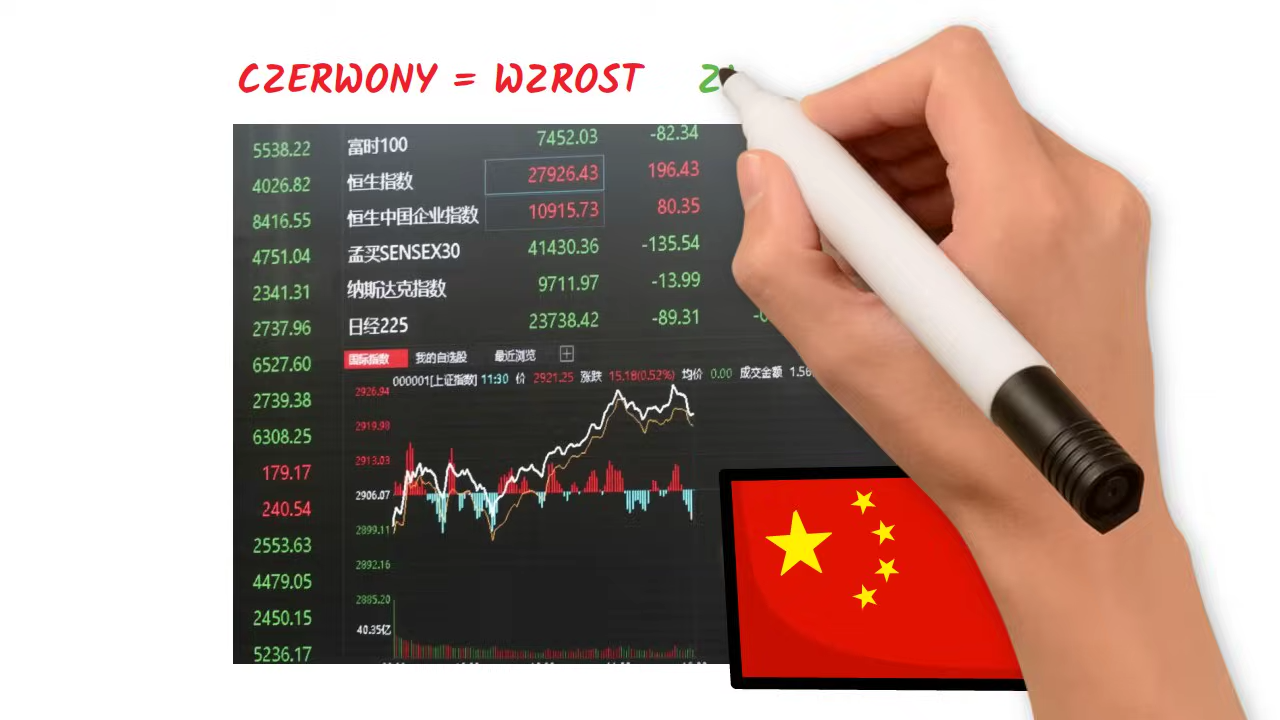 CZERWONY = WZROST
5538.22 富时100 7452.03 -82.34
4026.82 恒生指数 27926.43 196.43
8416.55 恒生中国企业指数 10915.73 80.35
4751.04 孟买SENSEX30 41430.36 -135.54
2341.31 纳斯达克指数 9711.97 -13.99
2737.96 日经225 23738.42 -89.31
6527.60 国际指数 我的自选股 最近浏览
000001[上证指数] 11:30 价 2921.25 涨跌 15.18(0.52%) 均价 0.00 成交金额
2926.94
2739.38
2919.98
6308.25
2913.03
179.17
2906.07
240.54
2899.11
2553.63
2892.16
4479.05
2885.20
2450.15
40.35亿
5236.17